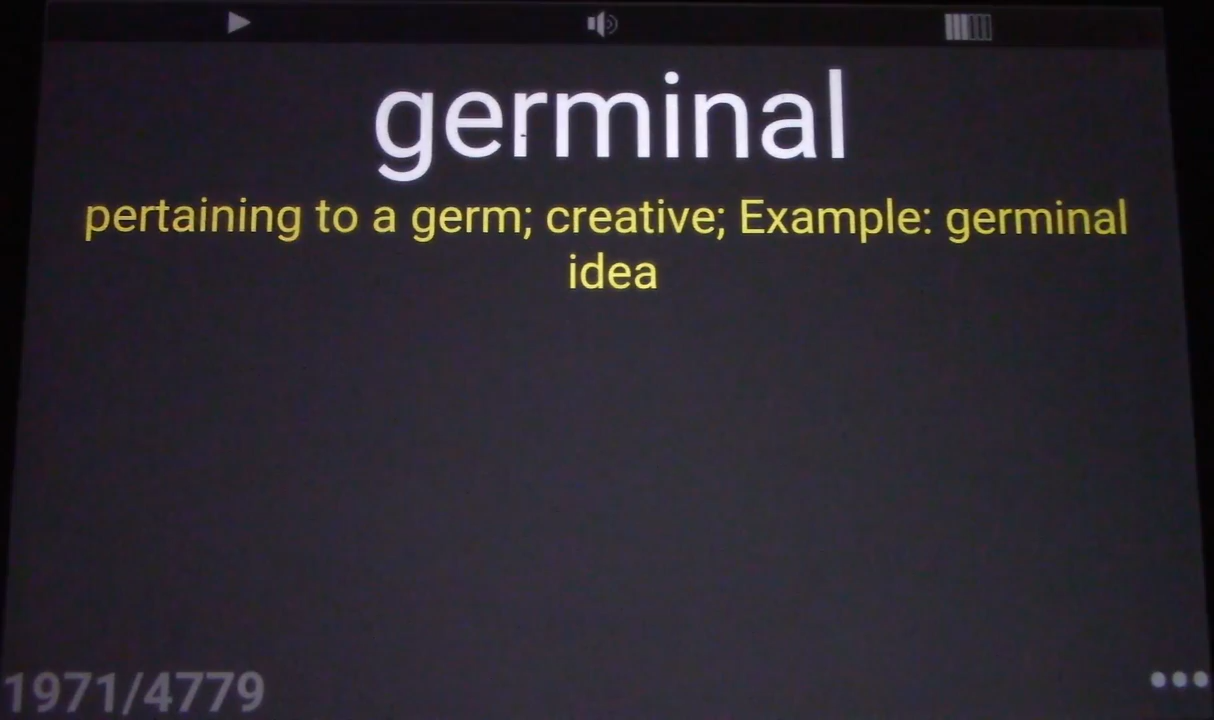 germinal
pertaining to a germ; creative; Example: germinal
idea
1971/4779